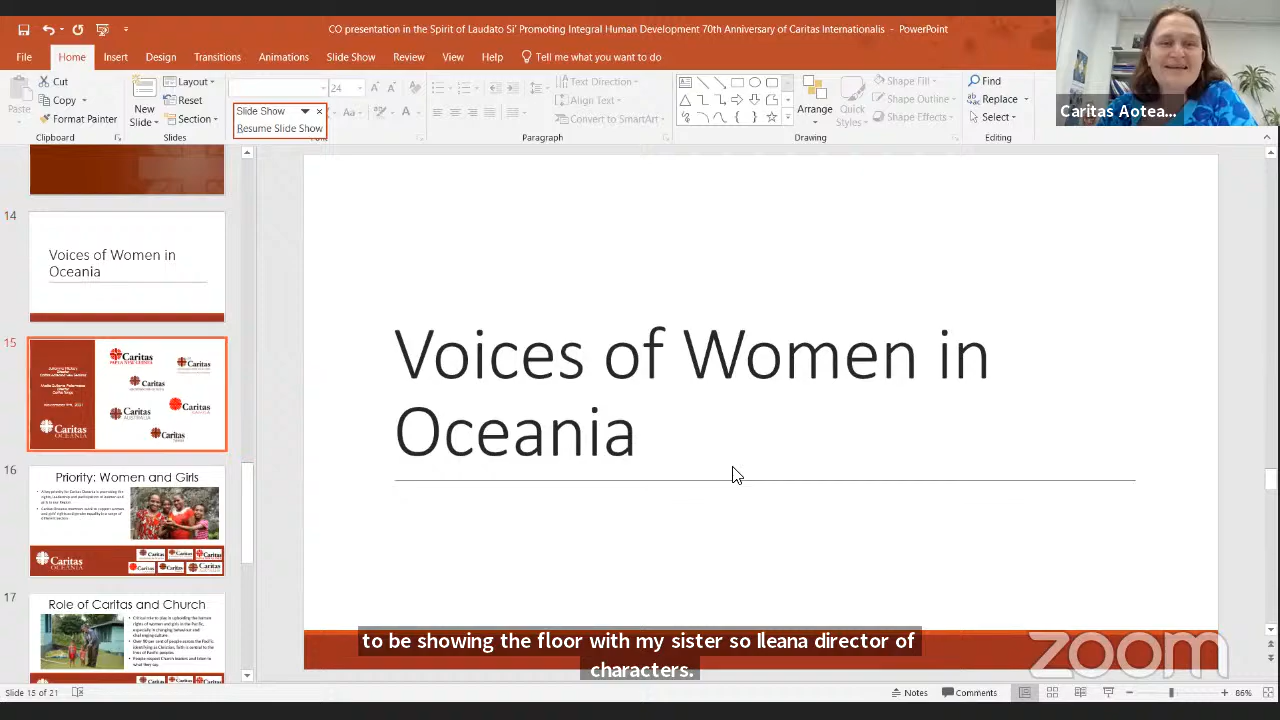 CO presentation in the Spirit of Laudato Si' Promoting Integral Human Development 70th Anniversary of Caritas Internationalis - PowerPoint
File Home Insert Design Transitions Animations Slide Show Review View Help Tell me what you want to do
Paste
Cut
Copy
Format Painter
Clipboard
New
Slide
Layout
Reset
Section
Slides
24
Slide Show
Resume Slide Show
Text Direction
Align Text
Convert to SmartArt
Paragraph
Arrange
Quick
Styles
Shape Fill
Shape Outline
Shape Effects
Drawing
Find
Replace
Select
Editing
Caritas Aotea...
14
Voices of Women in
Oceania
15
Caritas
OCEANIA
Caritas
Caritas
Caritas
Caritas
AUSTRALIA
Caritas
Caritas
16
Priority: Women and Girls
Caritas
17
Role of Caritas and Church
Voices of Women in
Oceania
to be showing the floor with my sister so Ileana director of
characters.
zoom
Slide 15 of 21
Notes
Comments
86%